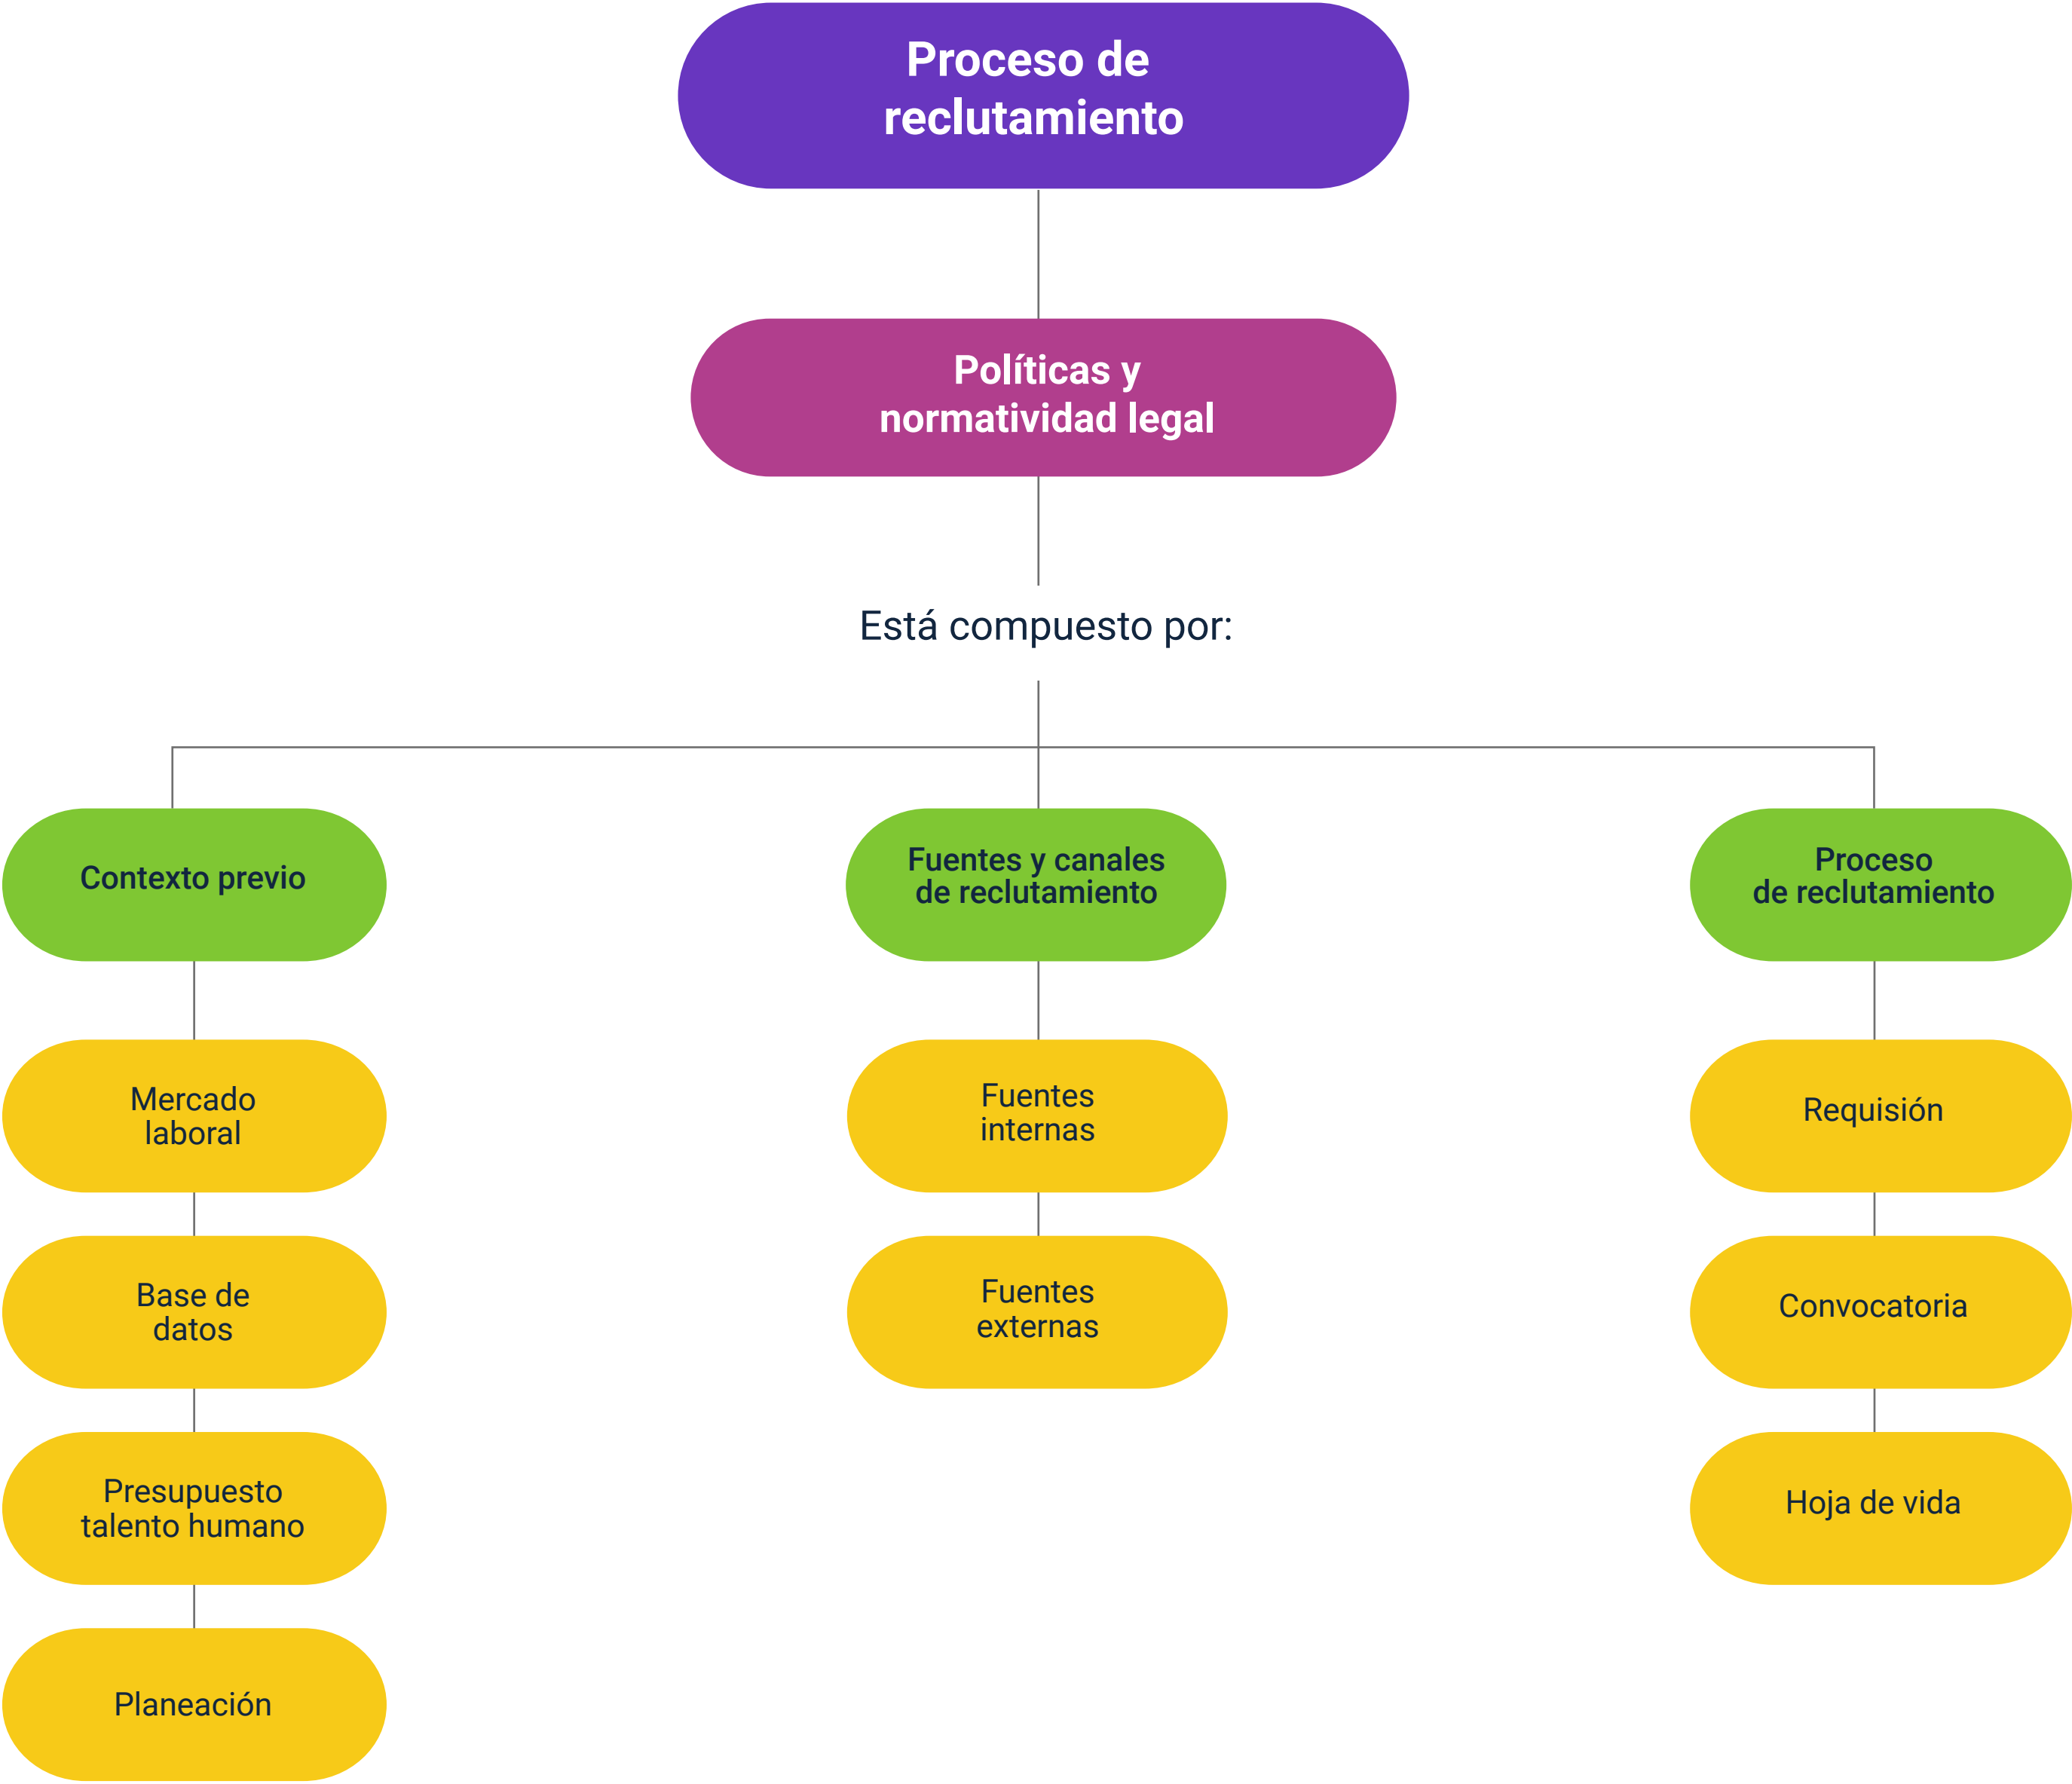 Proceso de
reclutamiento
Políticas y
normatividad legal
Está compuesto por:
Contexto previo
Mercado
laboral
Base de
datos
Presupuesto
talento humano
Planeación
Fuentes y canales
de reclutamiento
Fuentes
internas
Fuentes
externas
Proceso
de reclutamiento
Requisión
Convocatoria
Hoja de vida